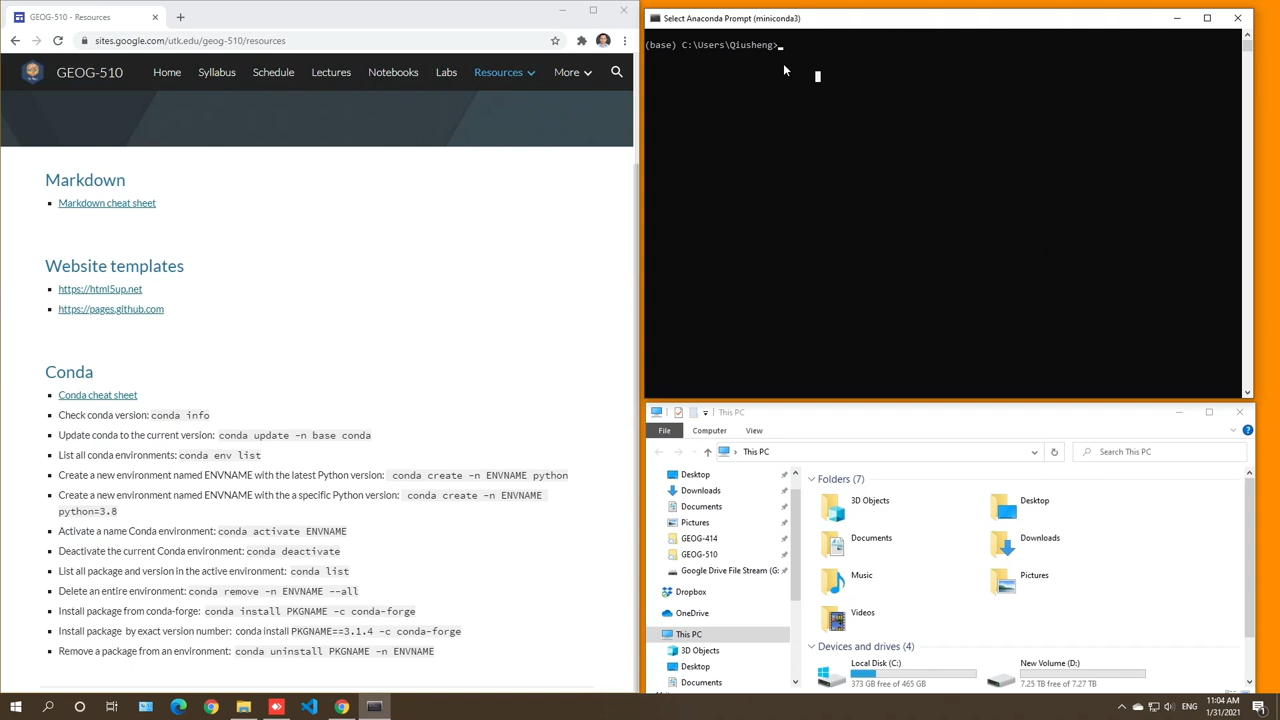 GEOG-510 - Resources
sites.google.com/utk/geog-510/resources
GEOG-510
Home
Syllabus
Schedule
Lectures
Notebooks
Labs
Resources
More
Markdown
Markdown cheat sheet
Website templates
https://html5up.net
https://pages.github.com
Conda
Conda cheat sheet
Check conda version: conda info
Update conda to the current version: conda update -n base conda
List all conda environments: conda env list
Create a new environment named ENVNAME with the latest Python version: conda create -n ENVNAME python
Create a new environment named ENVNAME with the a specific Python version: conda create -n ENVNAME
python=3.8
Activate a name Conda environment: conda activate ENVNAME
Deactivate the current Conda environment: conda deactivate
List all package and version in the active environment: conda list
Delete an entire environment: conda remove -n ENVNAME --all
Install package from conda-forge: conda install PKGNAME -c conda-forge
Install package by exact version number: conda install PKGNAME==3.1.4 -c conda-forge
Remove a package from an environment: conda uninstall PKGNAME -n ENVNAME
Select Anaconda Prompt (miniconda3)
(base) C:\Users\Qiusheng>
This PC
File
Computer
View
This PC
Search This PC
Desktop
Downloads
Documents
Pictures
GEOG-414
GEOG-510
Google Drive File Stream (G:
Dropbox
OneDrive
This PC
3D Objects
Desktop
Documents
Folders (7)
3D Objects
Desktop
Documents
Downloads
Music
Pictures
Videos
Devices and drives (4)
Local Disk (C:)
373 GB free of 465 GB
New Volume (D:)
7.25 TB free of 7.27 TB
ENG
11:04 AM
1/31/2021
1